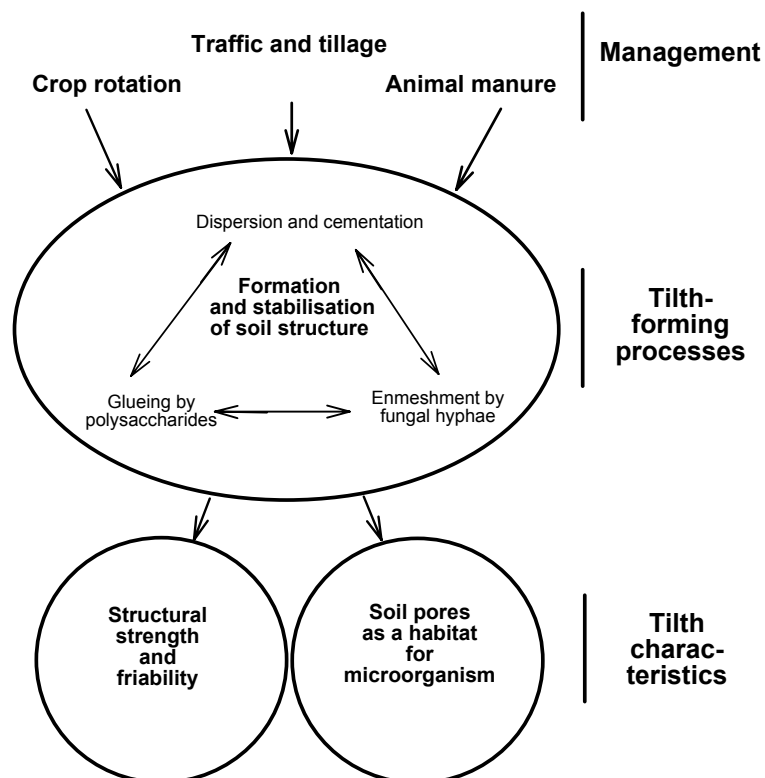 Traffic and tillage
Crop rotation
Animal manure
Management
Dispersion and cementation
Formation
and stabilisation
of soil structure
Glueing by
polysaccharides
Enmeshment by
fungal hyphae
Tilth-
forming
processes
Structural
strength
and
friability
Soil pores
as a habitat
for
microorganism
Tilth
charac-
teristics